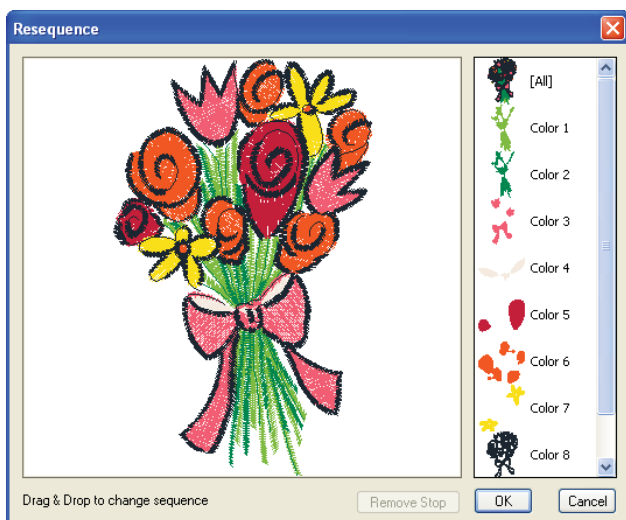 Resequence
[All]
Color 1
Color 2
Color 3
Color 4
Color 5
Color 6
Color 7
Color 8
Drag & Drop to change sequence
Remove Stop
OK
Cancel